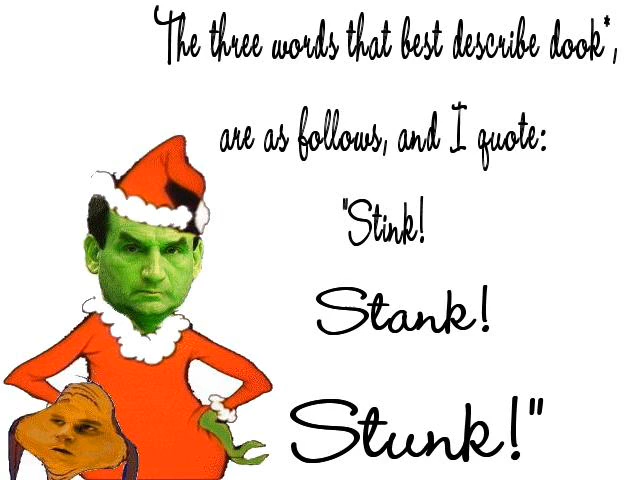 The three words that best describe dook*,
are as follows, and I quote:
"Stink!
Stank!
Stunk!"